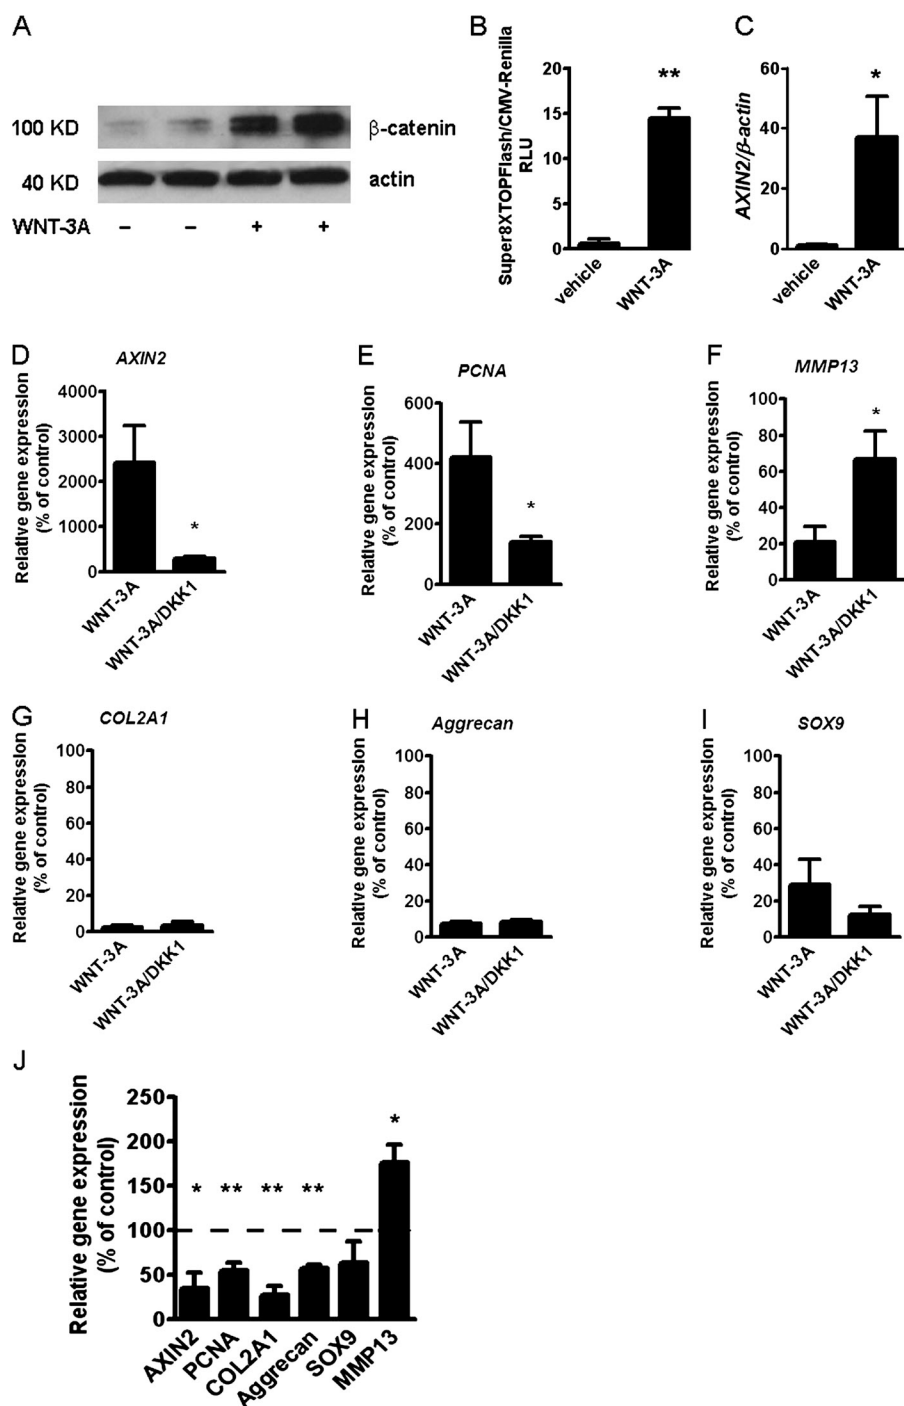 A
100 KD
β-catenin
40 KD
actin
WNT-3A
– – + +
B
Super8XTOPFlash/CMV-Renilla
RLU
20
15
10
5
0
**
vehicle
WNT-3A
C
AXIN2/β-actin
60
40
20
0
*
vehicle
WNT-3A
D
AXIN2
Relative gene expression
(% of control)
4000
3000
2000
1000
0
*
WNT-3A
WNT-3A/DKK1
E
PCNA
Relative gene expression
(% of control)
600
400
200
0
*
WNT-3A
WNT-3A/DKK1
F
MMP13
Relative gene expression
(% of control)
100
80
60
40
20
0
*
WNT-3A
WNT-3A/DKK1
G
COL2A1
Relative gene expression
(% of control)
100
80
60
40
20
0
WNT-3A
WNT-3A/DKK1
H
Aggrecan
Relative gene expression
(% of control)
100
80
60
40
20
0
WNT-3A
WNT-3A/DKK1
I
SOX9
Relative gene expression
(% of control)
100
80
60
40
20
0
WNT-3A
WNT-3A/DKK1
J
Relative gene expression
(% of control)
250
200
150
100
50
0
* ** ** ** *
AXIN2
PCNA
COL2A1
Aggrecan
SOX9
MMP13